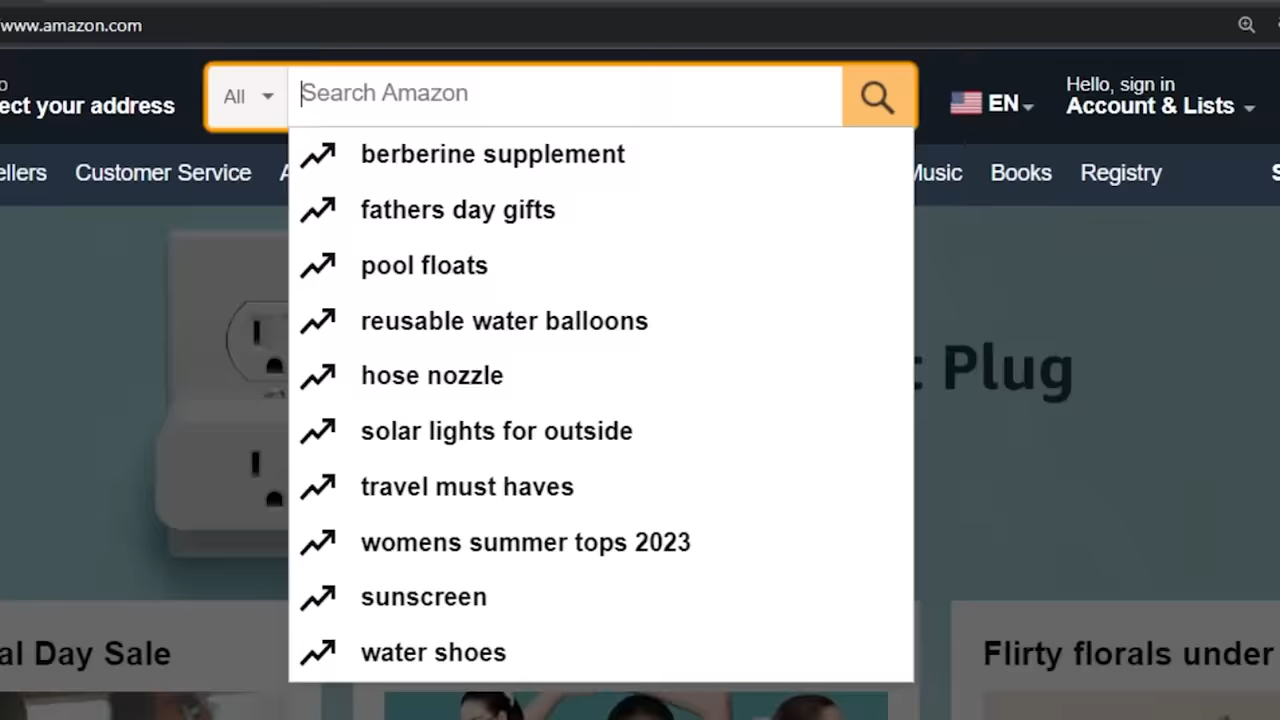 www.amazon.com
Hello, sign in
ect your address
All
Search Amazon
EN
Account & Lists
ellers
Customer Service
Music
Books
Registry
berberine supplement
fathers day gifts
pool floats
reusable water balloons
hose nozzle
solar lights for outside
travel must haves
womens summer tops 2023
sunscreen
water shoes
Plug
al Day Sale
Flirty florals under